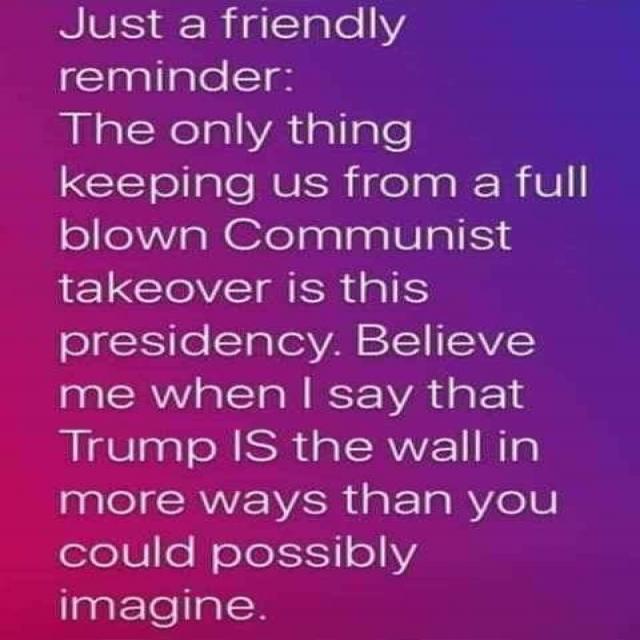 Just a friendly
reminder:
The only thing
keeping us from a full
blown Communist
takeover is this
presidency. Believe
me when I say that
Trump IS the wall in
more ways than you
could possibly
imagine.